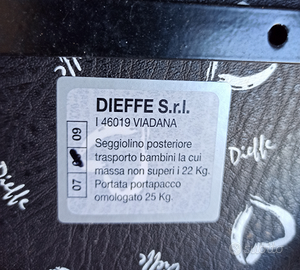 DIEFFE S.r.l.
I 46019 VIADANA
Seggiolino posteriore
trasporto bambini la cui
massa non superi i 22 Kg.
Portata portapacco
omologato 25 Kg.
09
07
Dieffe
Dieffe